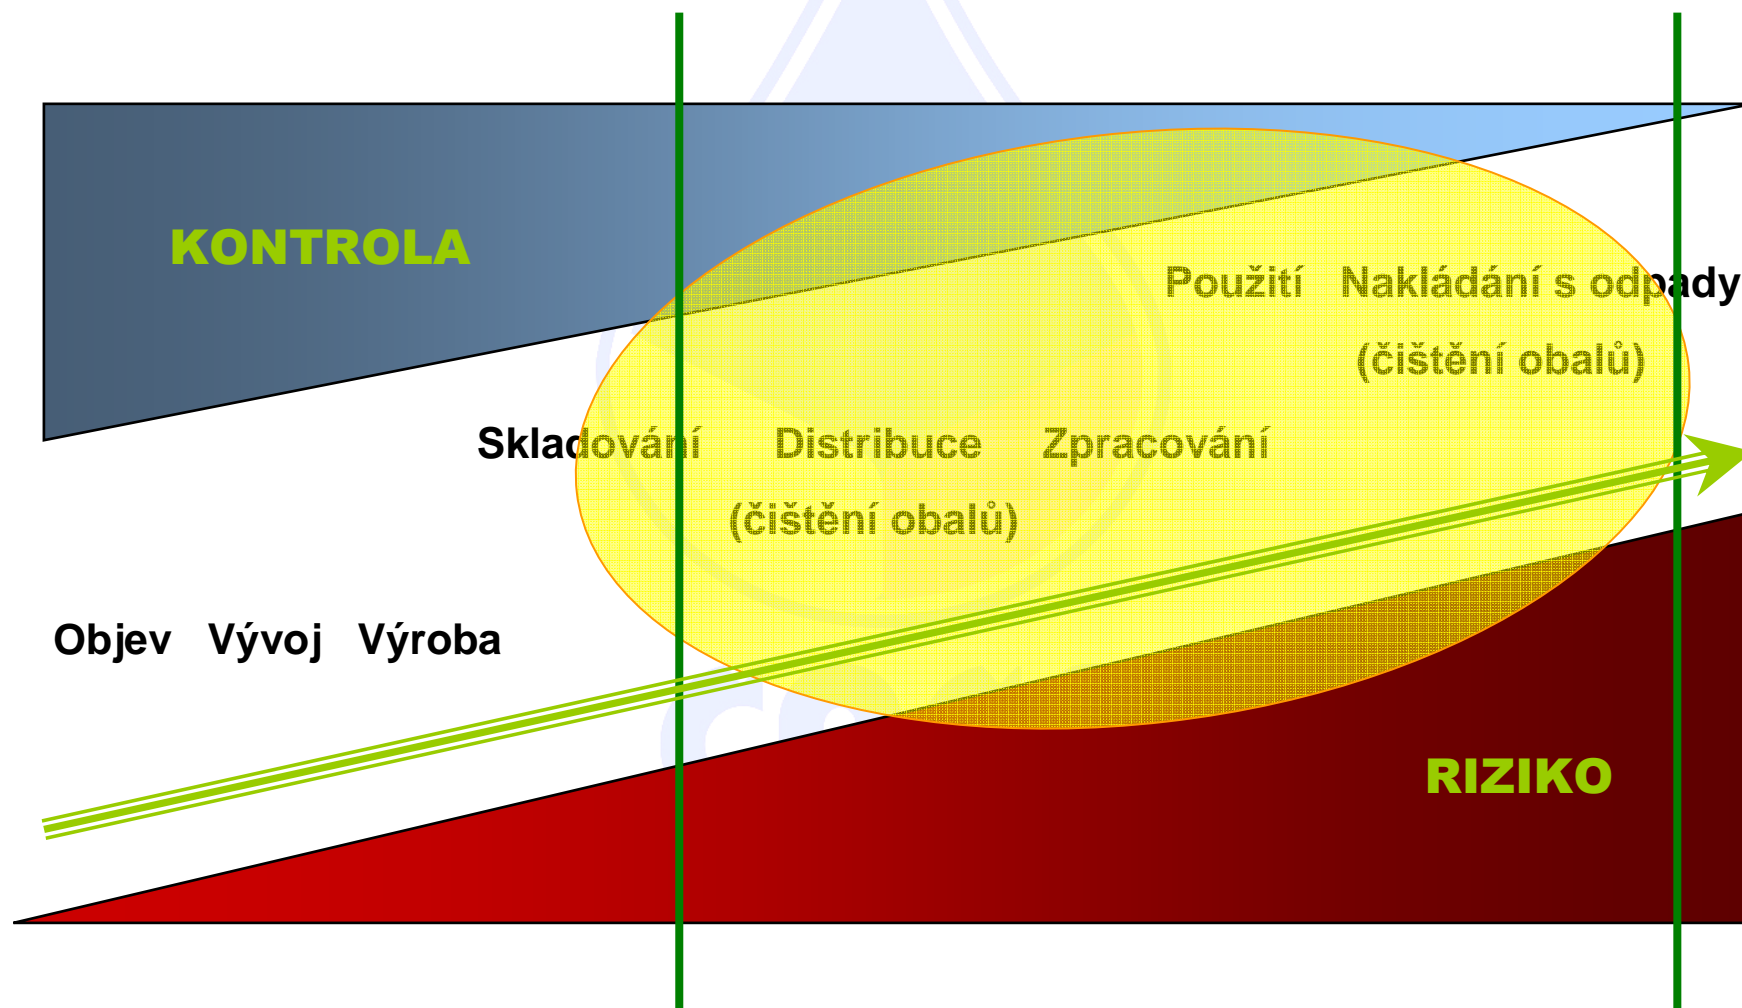 KONTROLA
Použití Nakládání s odpady
(čištění obalů)
Skladování Distribuce Zpracování
(čištění obalů)
Objev Vývoj Výroba
RIZIKO